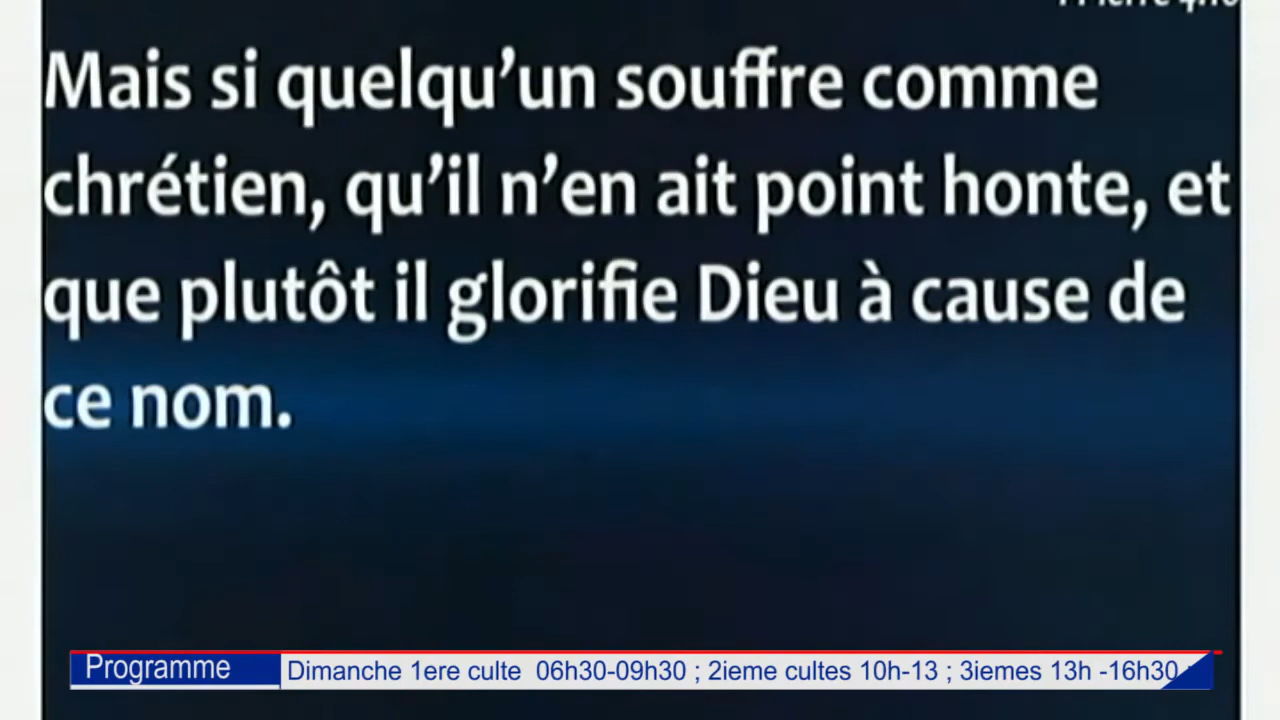 Mais si quelqu’un souffre comme
chrétien, qu’il n’en ait point honte, et
que plutôt il glorifie Dieu à cause de
ce nom.
Programme
Dimanche 1ere culte 06h30-09h30 ; 2ieme cultes 10h-13 ; 3iemes 13h -16h30